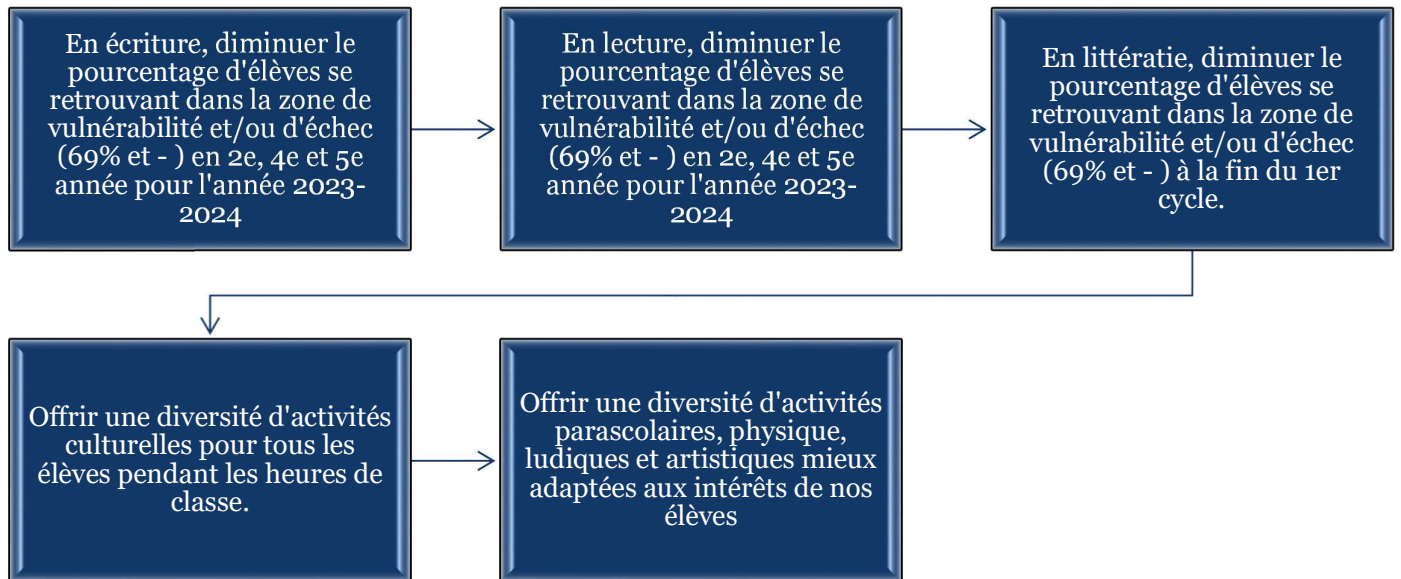 En écriture, diminuer le
pourcentage d'élèves se
retrouvant dans la zone de
vulnérabilité et/ou d'échec
(69% et - ) en 2e, 4e et 5e
année pour l'année 2023-
2024
En lecture, diminuer le
pourcentage d'élèves se
retrouvant dans la zone de
vulnérabilité et/ou d'échec
(69% et - ) en 2e, 4e et 5e
année pour l'année 2023-
2024
En littératie, diminuer le
pourcentage d'élèves se
retrouvant dans la zone de
vulnérabilité et/ou d'échec
(69% et - ) à la fin du 1er
cycle.
Offrir une diversité d'activités
culturelles pour tous les
élèves pendant les heures de
classe.
Offrir une diversité d'activités
parascolaires, physique,
ludiques et artistiques mieux
adaptées aux intérêts de nos
élèves